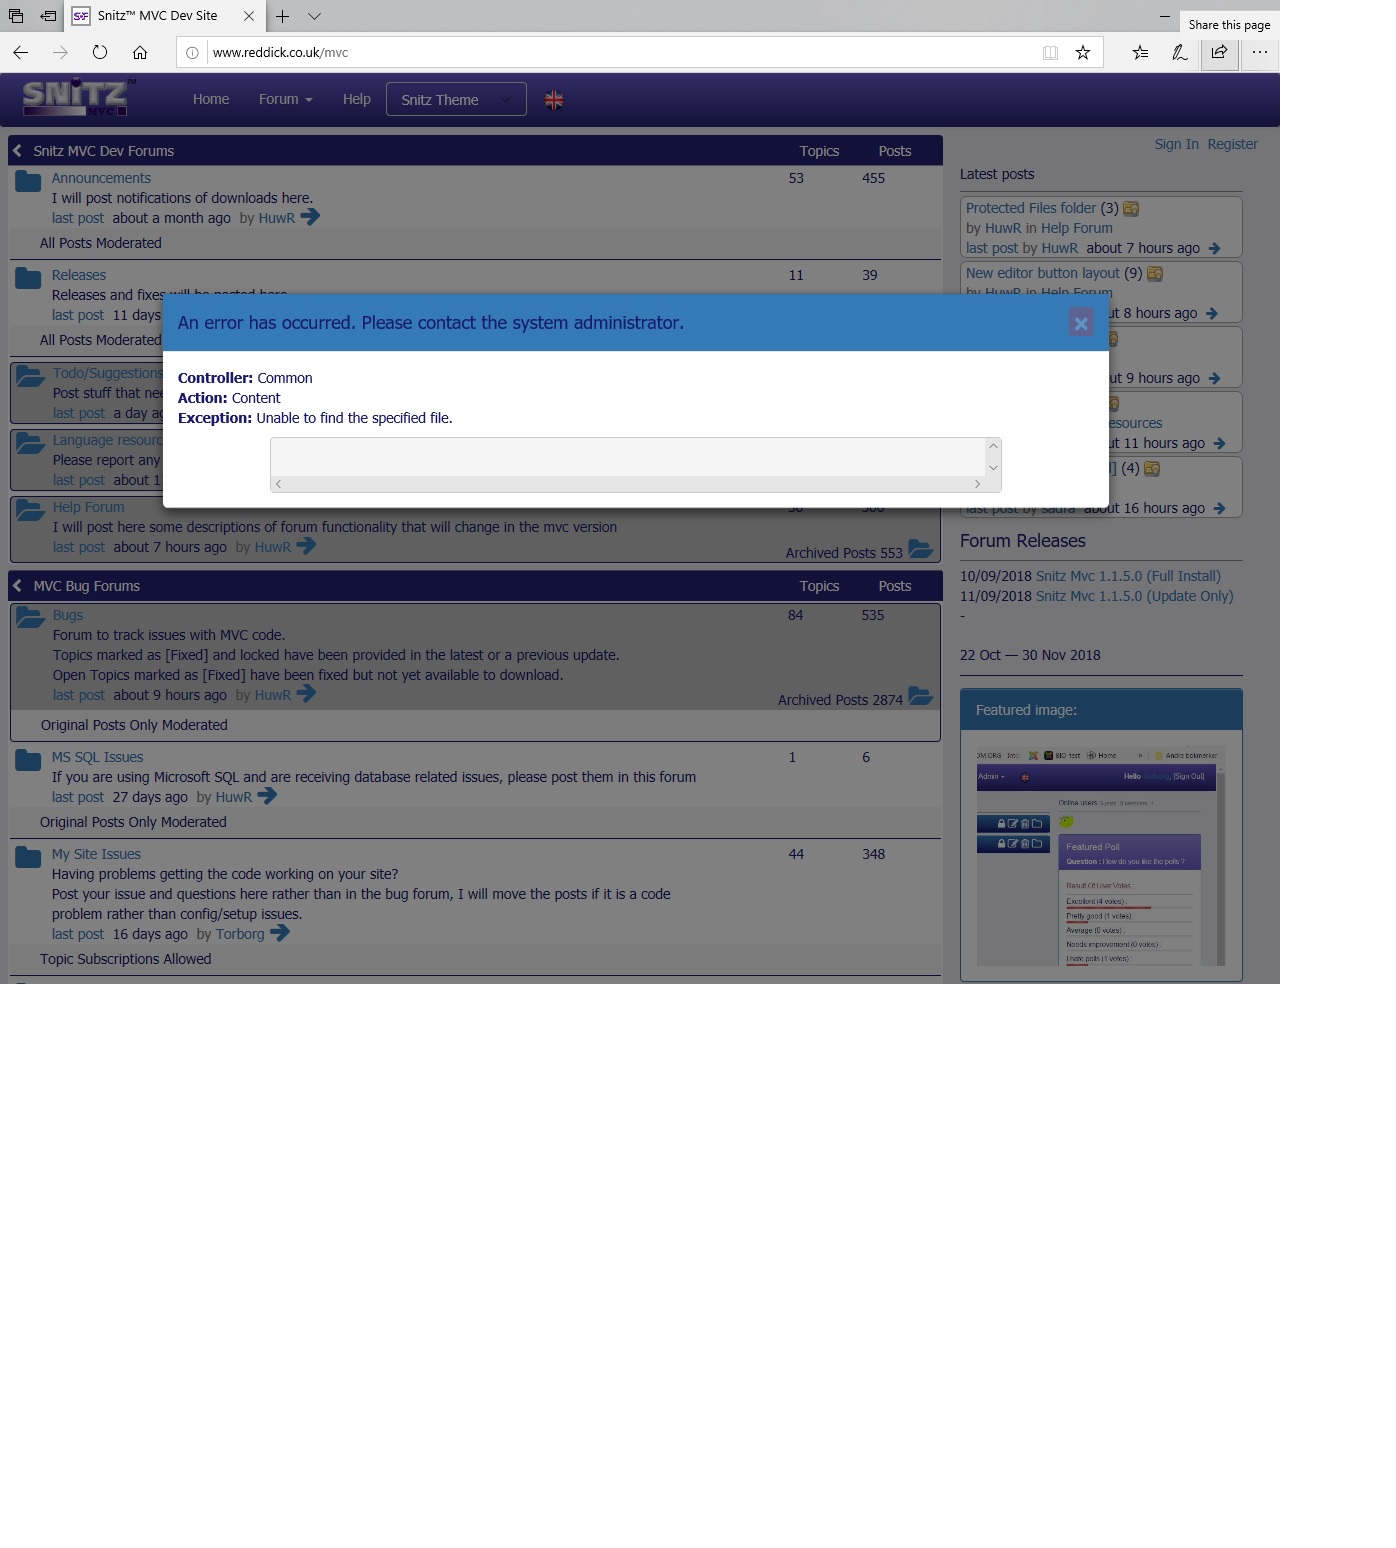 Snitz™ MVC Dev Site
Share this page
www.reddick.co.uk/mvc
SNiTZ™
MVC
Home
Forum
Help
Snitz Theme
Sign In Register
Snitz MVC Dev Forums Topics Posts
Announcements 53 455
I will post notifications of downloads here.
last post about a month ago by HuwR
All Posts Moderated
Releases 11 39
Releases and fixes will be posted here
last post 11 days
All Posts Moderated
Todo/Suggestions
Post stuff that
last post a day
Language
Please report any
last post about 1
Help Forum
I will post here some descriptions of forum functionality that will change in the mvc version
last post about 7 hours ago by HuwR
Archived Posts 553
An error has occurred. Please contact the system administrator.
Controller: Common
Action: Content
Exception: Unable to find the specified file.
MVC Bug Forums Topics Posts
Bugs 84 535
Forum to track issues with MVC code.
Topics marked as [Fixed] and locked have been provided in the latest or a previous update.
Open Topics marked as [Fixed] have been fixed but not yet available to download.
last post about 9 hours ago by HuwR
Archived Posts 2874
Original Posts Only Moderated
MS SQL Issues 1 6
If you are using Microsoft SQL and are receiving database related issues, please post them in this forum
last post 27 days ago by HuwR
Original Posts Only Moderated
My Site Issues 44 348
Having problems getting the code working on your site?
Post your issue and questions here rather than in the bug forum, I will move the posts if it is a code
problem rather than config/setup issues.
last post 16 days ago by Torborg
Topic Subscriptions Allowed
Latest posts
Protected Files folder (3)
by HuwR in Help Forum
last post by HuwR about 7 hours ago
New editor button layout (9)
by HuwR in Help Forum
ut 8 hours ago
ut 9 hours ago
esources
ut 11 hours ago
] (4)
last post by saura about 16 hours ago
Forum Releases
10/09/2018 Snitz Mvc 1.1.5.0 (Full Install)
11/09/2018 Snitz Mvc 1.1.5.0 (Update Only)
-
22 Oct — 30 Nov 2018
Featured image:
BID test Home » Andre bokmerker
Admin Hello , [Sign Out]
Online users Guests: 0 Members: 1
Featured Poll
Question : How do you like the polls ?
Result Of User Votes :
Excellent (4 votes) :
Pretty good (1 votes)
Average (0 votes) :
Needs improvement (0 votes) :
I hate polls (1 votes) :